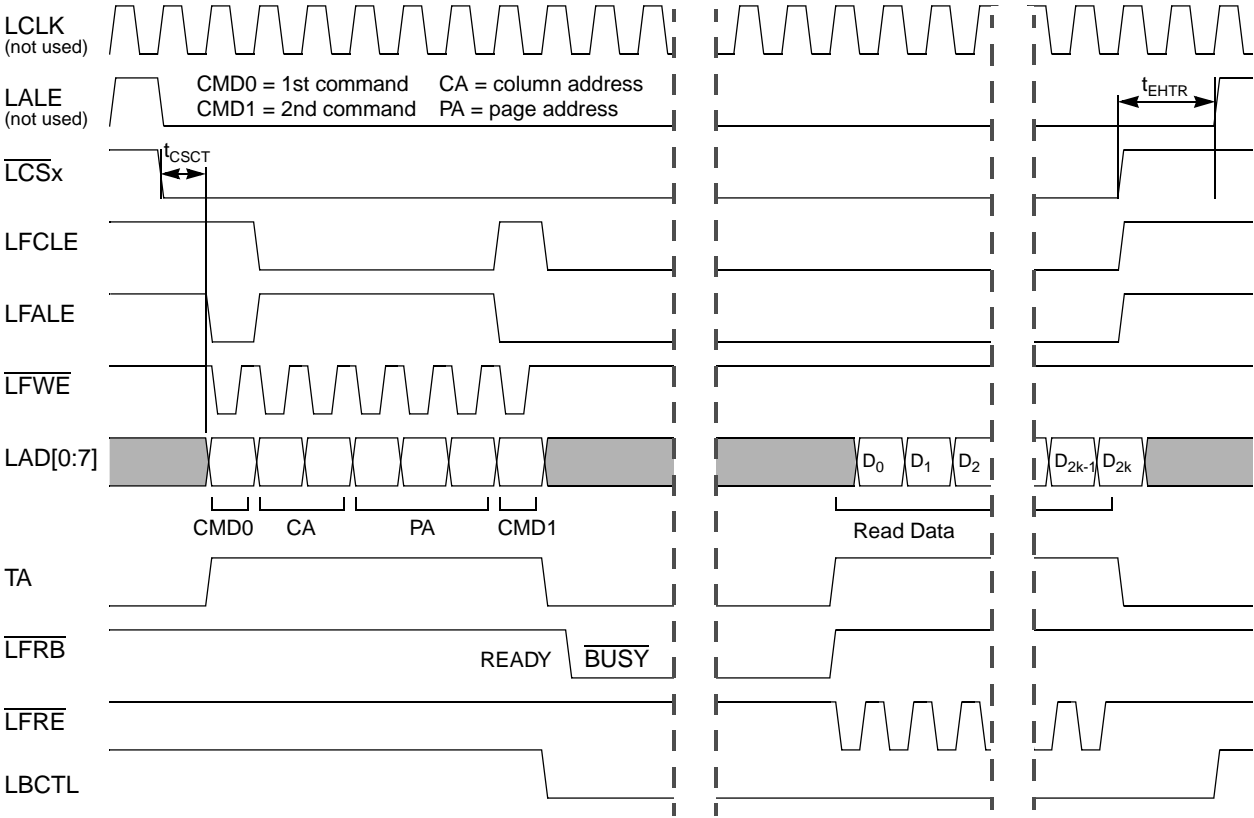 LCLK
(not used)
LALE
(not used)
CMD0 = 1st command CA = column address
CMD1 = 2nd command PA = page address
tEHTR
tCSCT
LCSx
LFCLE
LFALE
LFWE
LAD[0:7]
D0 D1 D2 D2k-1 D2k
CMD0 CA PA CMD1 Read Data
TA
LFRB
READY BUSY
LFRE
LBCTL